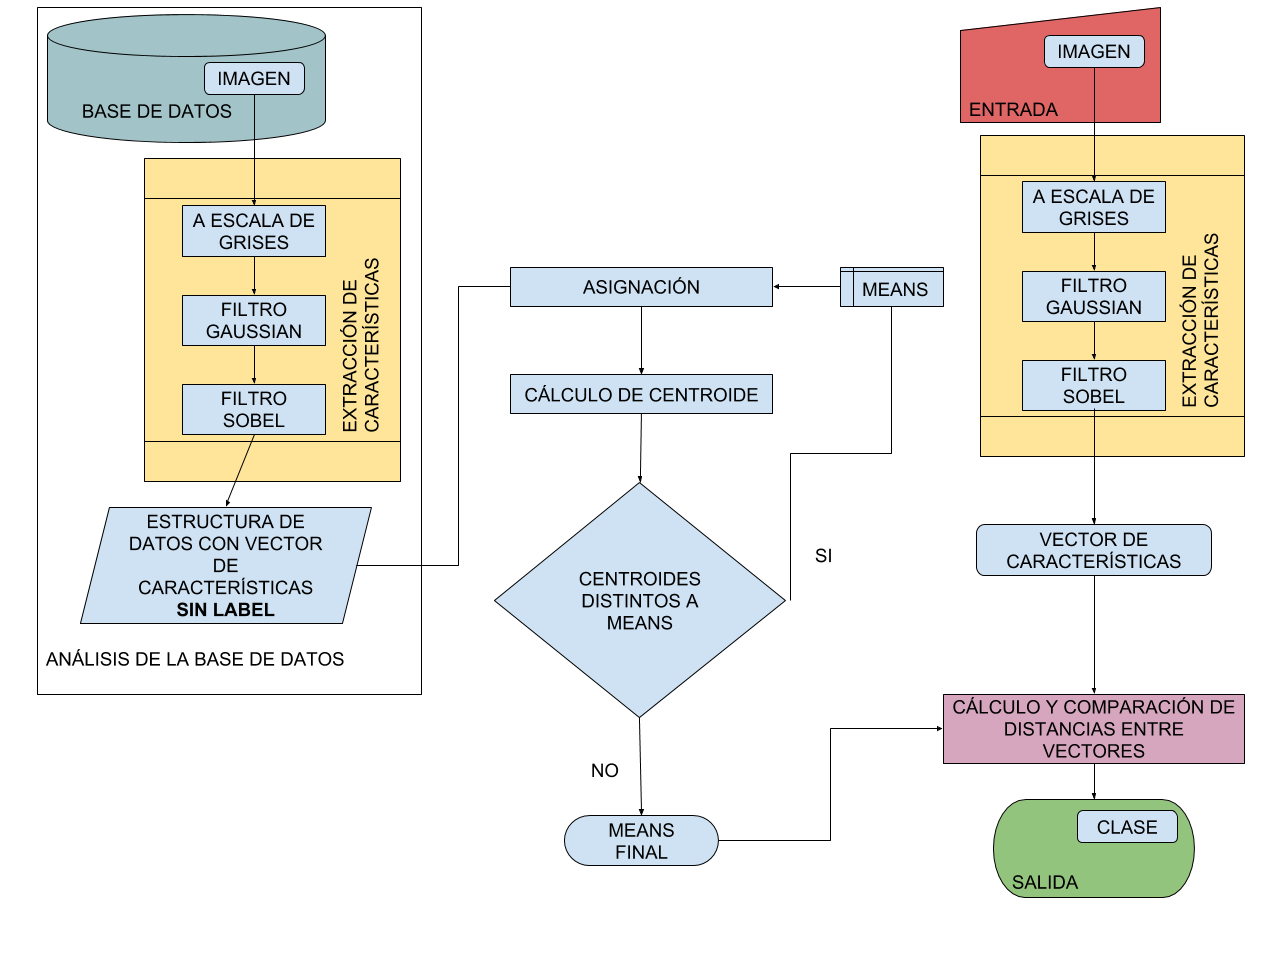 IMAGEN
BASE DE DATOS
A ESCALA DE
GRISES
FILTRO
GAUSSIAN
FILTRO
SOBEL
EXTRACCIÓN DE
CARACTERÍSTICAS
ESTRUCTURA DE
DATOS CON VECTOR
DE
CARACTERÍSTICAS
SIN LABEL
ANÁLISIS DE LA BASE DE DATOS
ASIGNACIÓN
MEANS
CÁLCULO DE CENTROIDE
CENTROIDES
DISTINTOS A
MEANS
SI
NO
MEANS
FINAL
IMAGEN
ENTRADA
A ESCALA DE
GRISES
FILTRO
GAUSSIAN
FILTRO
SOBEL
EXTRACCIÓN DE
CARACTERÍSTICAS
VECTOR DE
CARACTERÍSTICAS
CÁLCULO Y COMPARACIÓN DE
DISTANCIAS ENTRE
VECTORES
CLASE
SALIDA